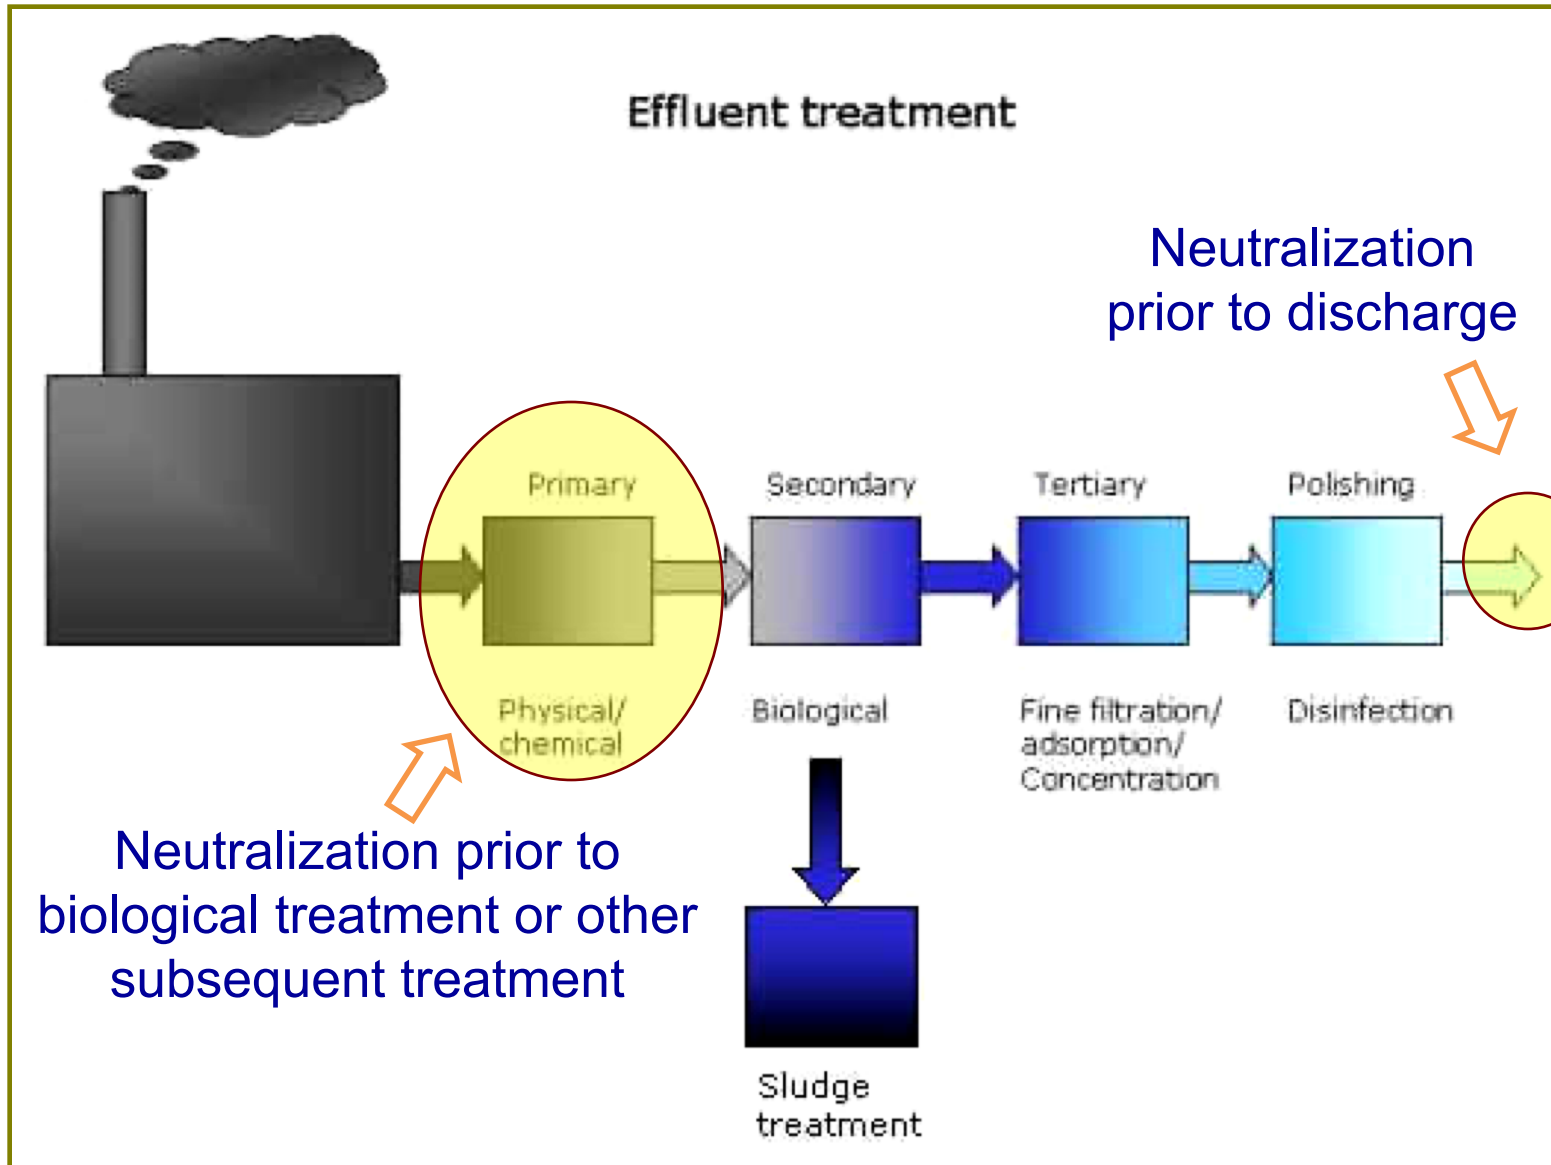 Effluent treatment
Neutralization
prior to discharge
Primary
Secondary
Tertiary
Polishing
Physical/
chemical
Biological
Fine filtration/
adsorption/
Concentration
Disinfection
Neutralization prior to
biological treatment or other
subsequent treatment
Sludge
treatment